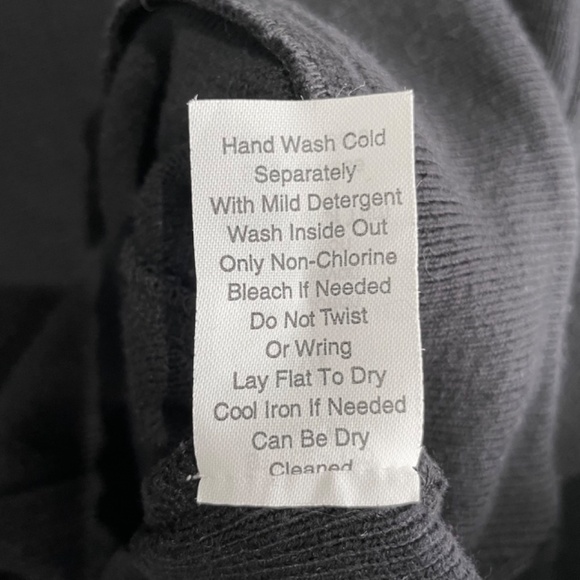 Hand Wash Cold
Separately
With Mild Detergent
Wash Inside Out
Only Non-Chlorine
Bleach If Needed
Do Not Twist
Or Wring
Lay Flat To Dry
Cool Iron If Needed
Can Be Dry
Cleaned